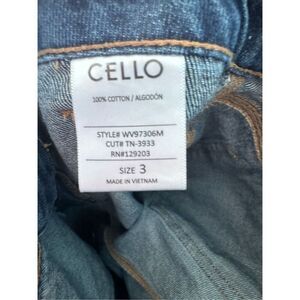 CELLO
100% COTTON / ALGODÓN
STYLE# WV97306M
CUT# TN-3933
RN#129203
SIZE 3
MADE IN VIETNAM